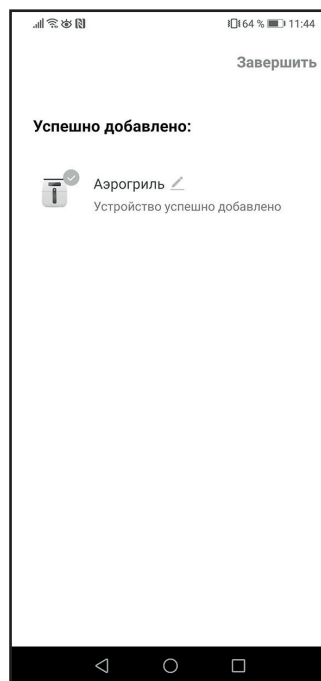 64 % 11:44
Завершить
Успешно добавлено:
Аэрогриль
Устройство успешно добавлено